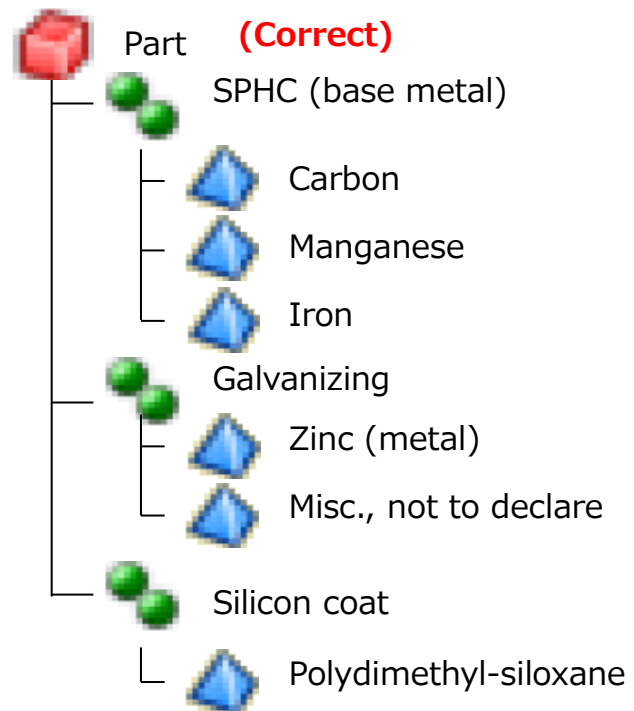 Part (Correct)
SPHC (base metal)
Carbon
Manganese
Iron
Galvanizing
Zinc (metal)
Misc., not to declare
Silicon coat
Polydimethyl-siloxane